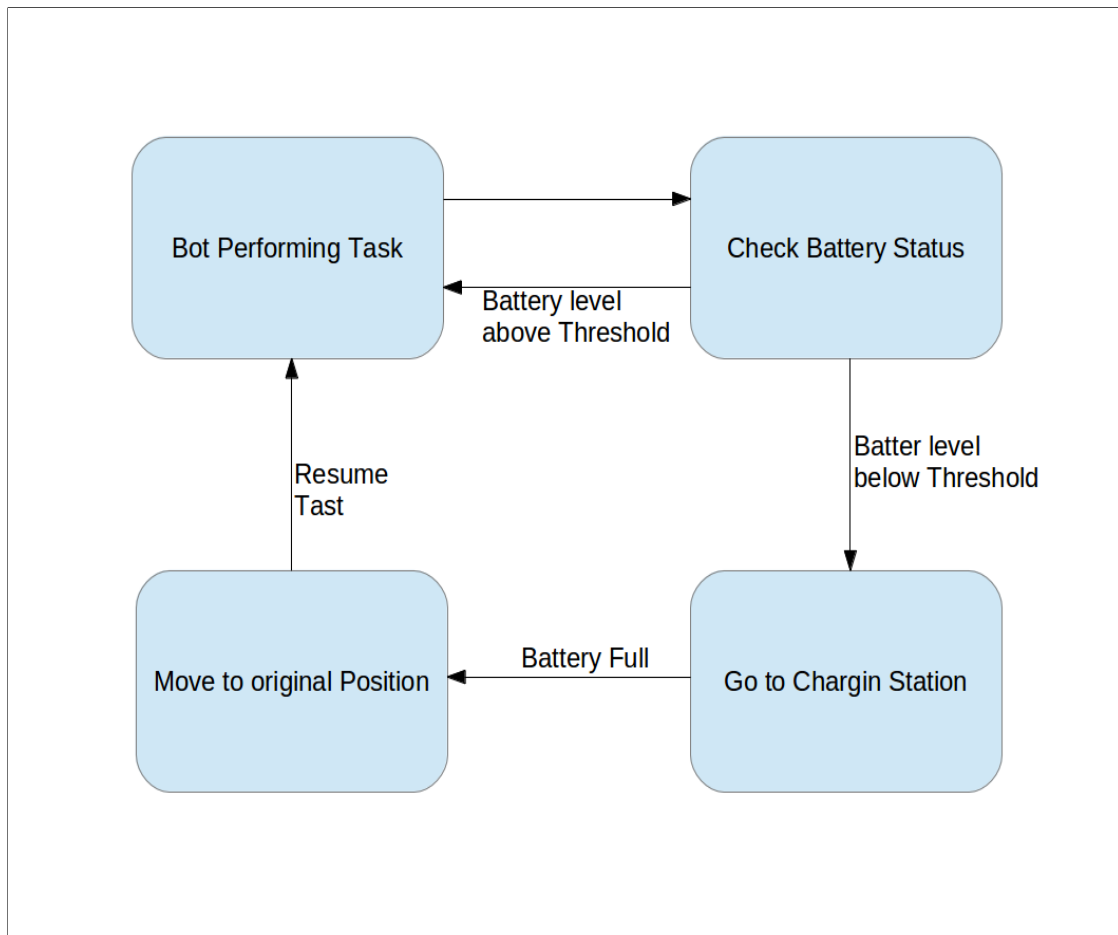 Bot Performing Task
Check Battery Status
Battery level
above Threshold
Batter level
below Threshold
Resume
Tast
Battery Full
Move to original Position
Go to Chargin Station